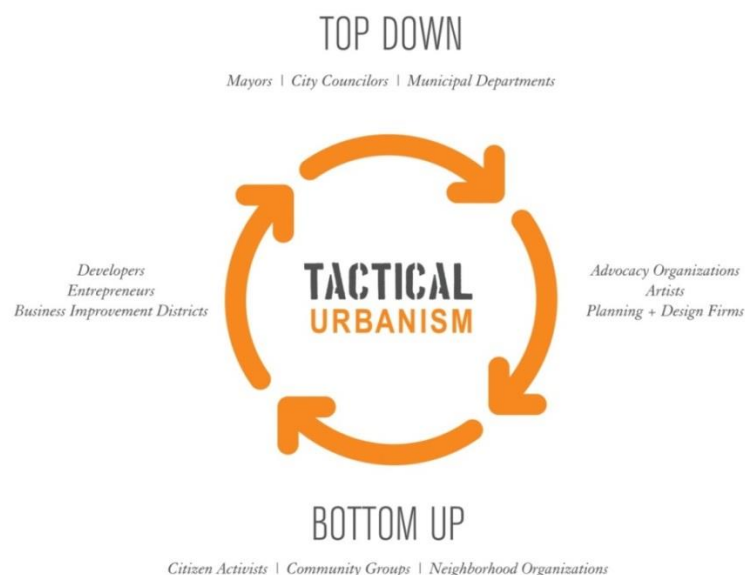 TOP DOWN
Mayors | City Councilors | Municipal Departments
Developers
Entrepreneurs
Business Improvement Districts
TACTICAL
URBANISM
Advocacy Organizations
Artists
Planning + Design Firms
BOTTOM UP
Citizen Activists | Community Groups | Neighborhood Organizations